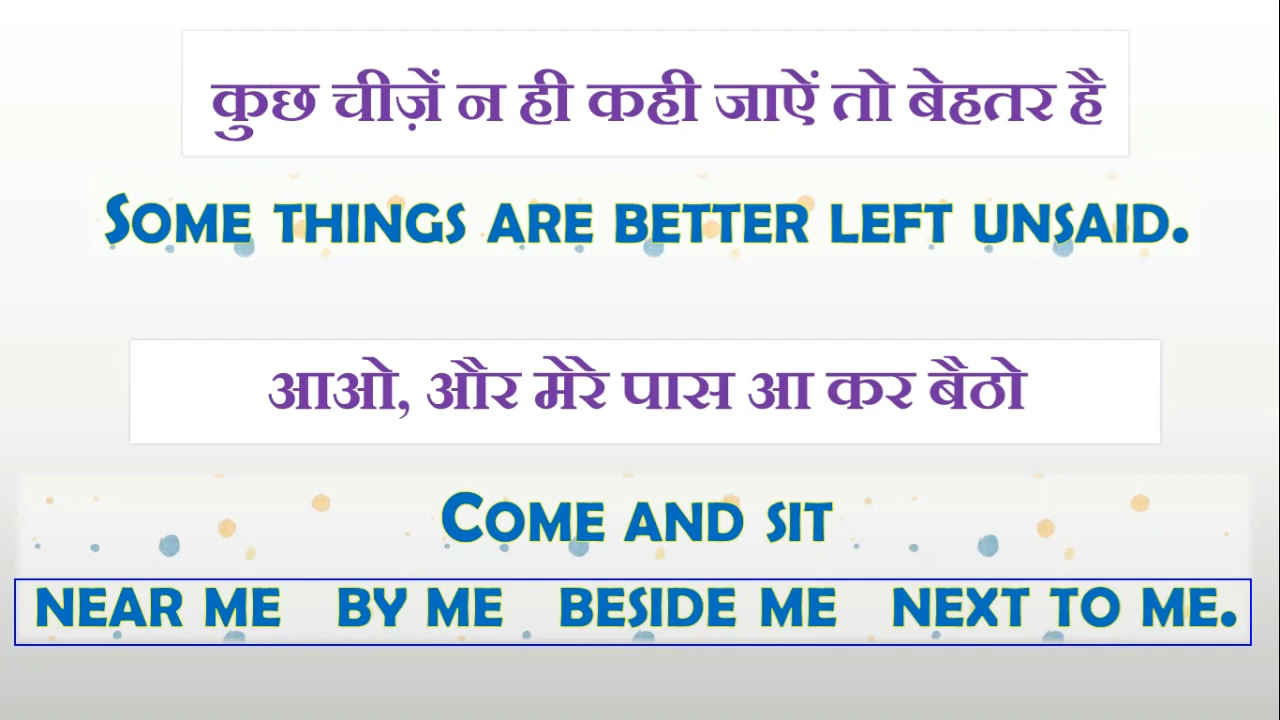 कुछ चीज़ें न ही कही जाऐं तो बेहतर है
SOME THINGS ARE BETTER LEFT UNSAID.
आओ, और मेरे पास आ कर बैठो
COME AND SIT
NEAR ME BY ME BESIDE ME NEXT TO ME.